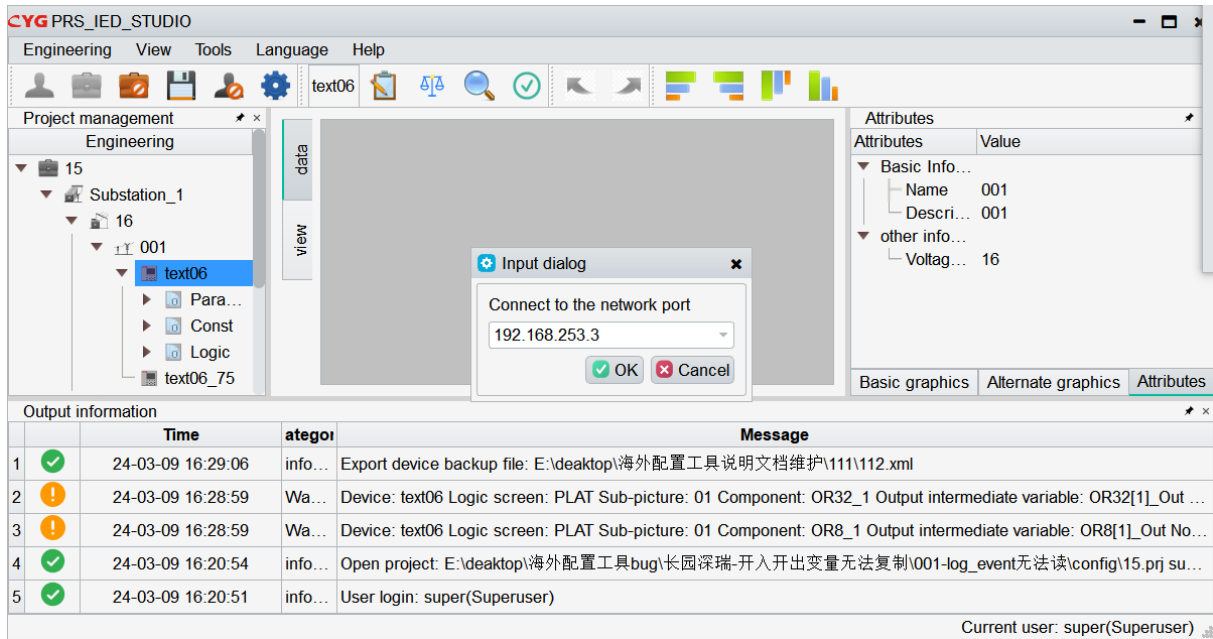 CYG PRS_IED_STUDIO
Engineering View Tools Language Help
text06
Project management
Engineering
15
Substation_1
16
001
text06
Para...
Const
Logic
text06_75
data
view
Input dialog
Connect to the network port
192.168.253.3
OK Cancel
Attributes
Attributes Value
Basic Info...
Name 001
Descri... 001
other info...
Voltag... 16
Basic graphics Alternate graphics Attributes
Output information
Time ategor Message
1 24-03-09 16:29:06 info... Export device backup file: E:\deaktop\海外配置工具说明文档维护\111\112.xml
2 24-03-09 16:28:59 Wa... Device: text06 Logic screen: PLAT Sub-picture: 01 Component: OR32_1 Output intermediate variable: OR32[1]_Out ...
3 24-03-09 16:28:59 Wa... Device: text06 Logic screen: PLAT Sub-picture: 01 Component: OR8_1 Output intermediate variable: OR8[1]_Out No...
4 24-03-09 16:20:54 info... Open project: E:\deaktop\海外配置工具bug\长园深瑞-开入开出变量无法复制\001-log_event无法读\config\15.prj su...
5 24-03-09 16:20:51 info... User login: super(Superuser)
Current user: super(Superuser)